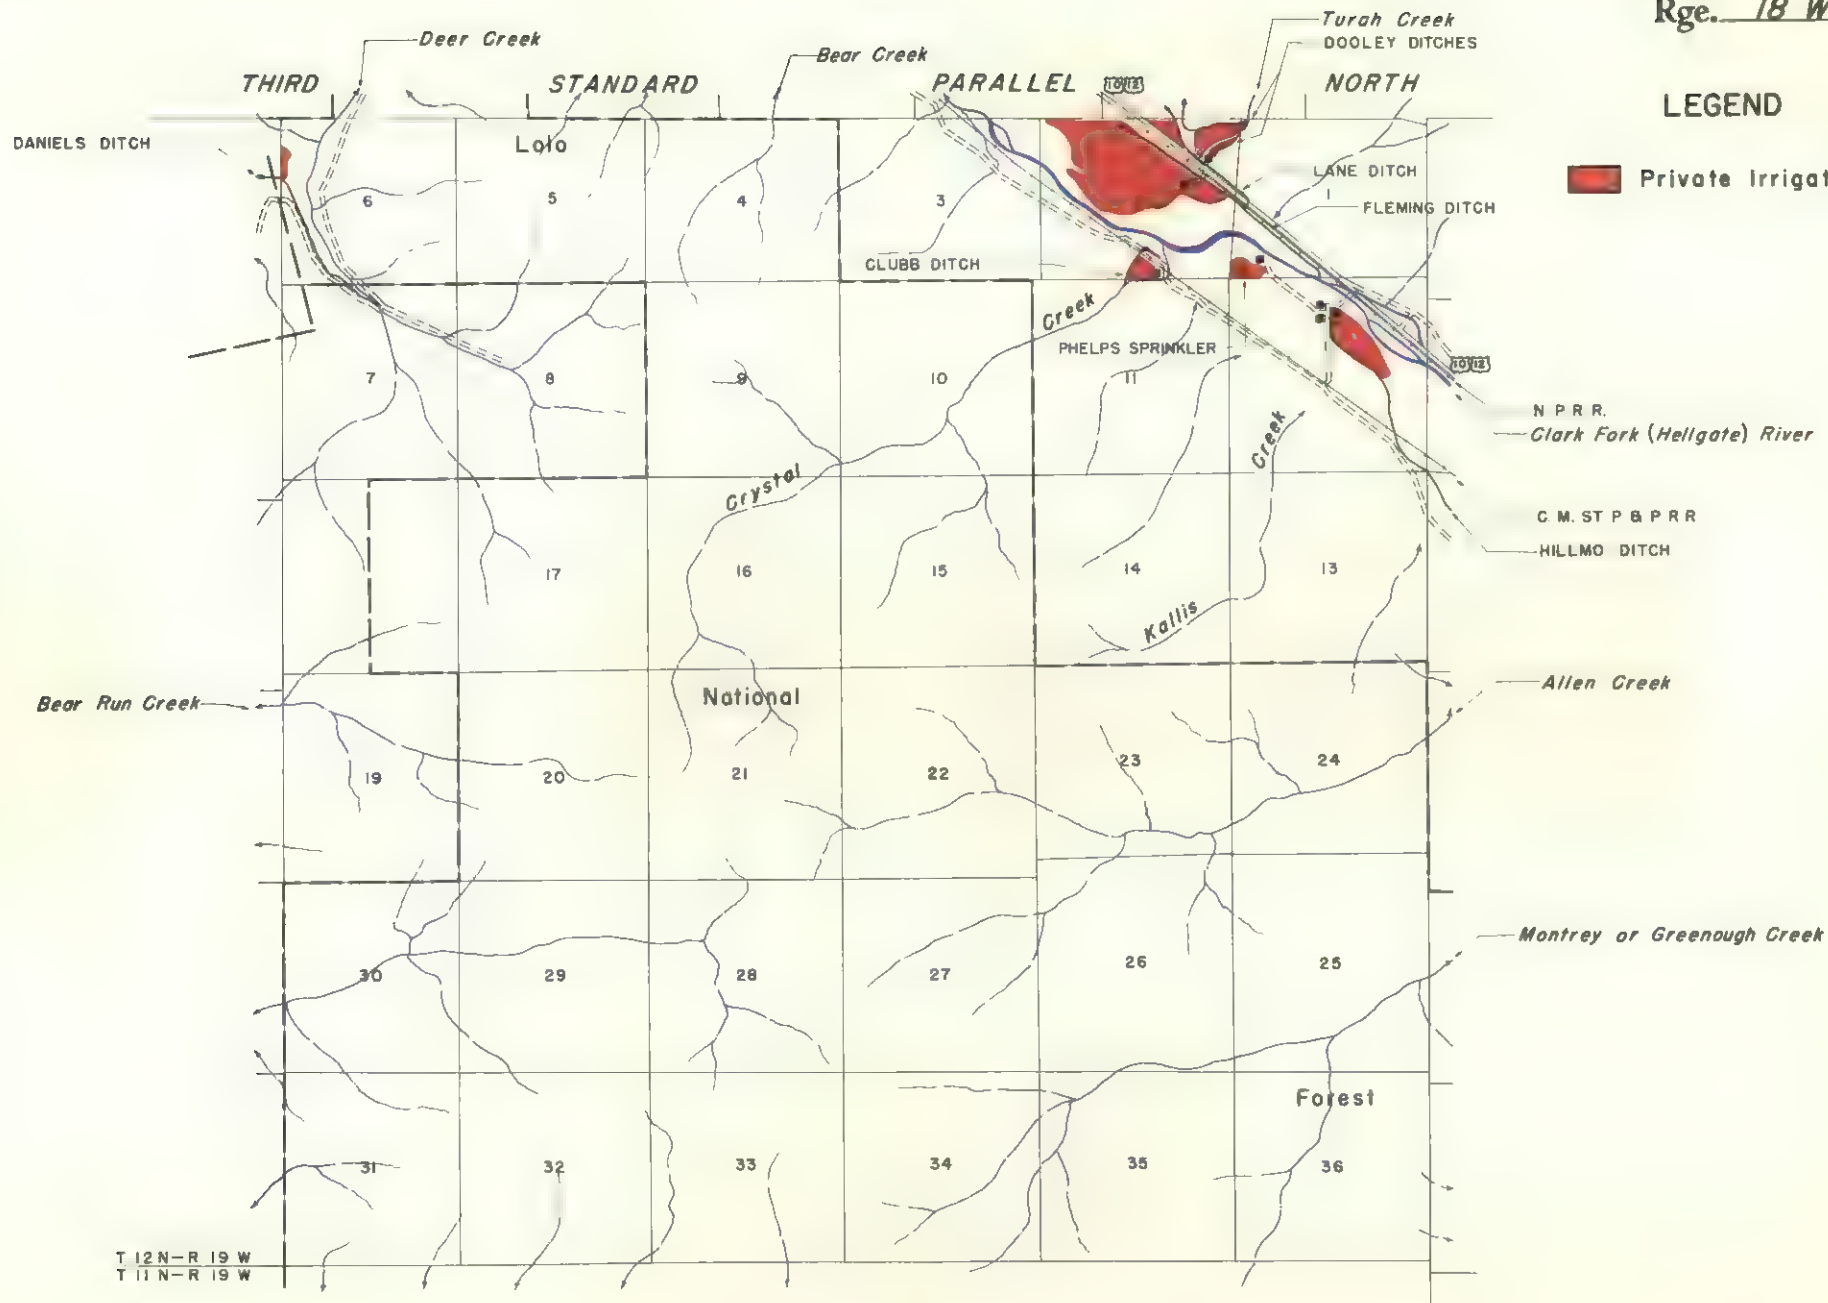 Rge. 18 W
Turah Creek
DOOLEY DITCHES
Deer Creek
Bear Creek
THIRD STANDARD PARALLEL NORTH
10 12
LEGEND
Private Irrigat
DANIELS DITCH
Lolo
LANE DITCH
FLEMING DITCH
6 5 4 3 1
CLUBB DITCH
Creek
PHELPS SPRINKLER
10 12
7 8 9 10 11
N P R R.
Clark Fork (Hellgate) River
Creek
Crystal
C. M. ST P & P R R
HILLMO DITCH
17 16 15 14 13
Kallis
Bear Run Creek
National
Allen Creek
19 20 21 22 23 24
Montrey or Greenough Creek
30 29 28 27 26 25
Forest
31 32 33 34 35 36
T 12 N-R 19 W
T 11 N-R 19 W